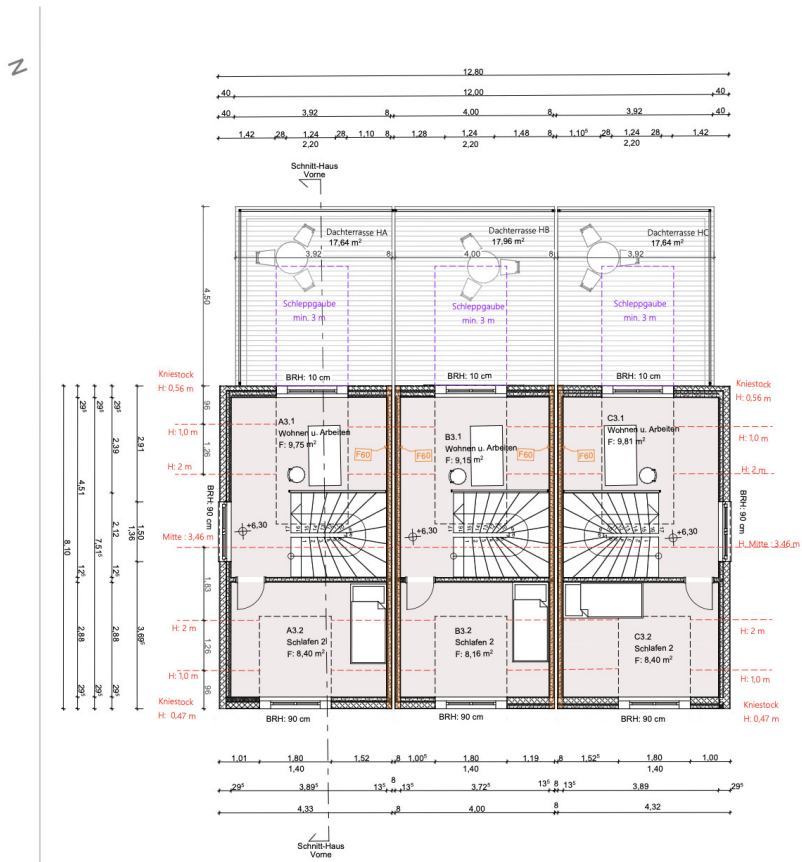 N
12,80
40 12,00 40
40 3,92 8 4,00 8 3,92 40
1,42 28 1,24 28 1,10 8 1,28 1,24 1,48 8 1,10⁵ 28 1,24 28 1,42
2,20 2,20 2,20
Schnitt-Haus
Vorne
Dachterrasse HA
17,64 m²
Dachterrasse HB
17,96 m²
Dachterrasse HC
17,64 m²
3,92 8 4,00 6 3,92
4,50
Schleppgaube
min. 3 m
Schleppgaube
min. 3 m
Schleppgaube
min. 3 m
Kniestock
H: 0,56 m
BRH: 10 cm
BRH: 10 cm
BRH: 10 cm
Kniestock
H: 0,56 m
H: 1,0 m
H: 1,0 m
H: 2 m
H: 2 m
A3.1
Wohnen u. Arbeiten
F: 9,75 m²
B3.1
Wohnen u. Arbeiten
F: 9,15 m²
C3.1
Wohnen u. Arbeiten
F: 9,81 m²
F60
F60
F60
F60
BRH: 90 cm
BRH: 90 cm
+6,30
+6,30
+6,30
Mitte : 3,46 m
H. Mitte : 3.46 m
8,10
29⁵ 7,51⁵ 29⁵
29⁵ 4,51 12⁵ 2,88 29⁵
29⁵ 2,39 2,12 12⁵ 2,88 29⁵
2,91 1,50 3,69⁵
1,36
96 1,26 1,83 1,26 96
A3.2
Schlafen 2
F: 8,40 m²
B3.2
Schlafen 2
F: 8,16 m²
C3.2
Schlafen 2
F: 8,40 m²
H: 2 m
H: 2 m
H: 1,0 m
H: 1,0 m
Kniestock
H: 0,47 m
Kniestock
H: 0,47 m
BRH: 90 cm
BRH: 90 cm
BRH: 90 cm
1,01 1,80 1,52 8 1,00⁵ 1,80 1,19 8 1,52⁵ 1,80 1,00
1,40 1,40 1,40
29⁵ 3,89⁵ 13⁵ 8 13⁵ 3,72⁵ 13⁵ 8 13⁵ 3,89 29⁵
4,33 8 4,00 8 4,32
Schnitt-Haus
Vorne